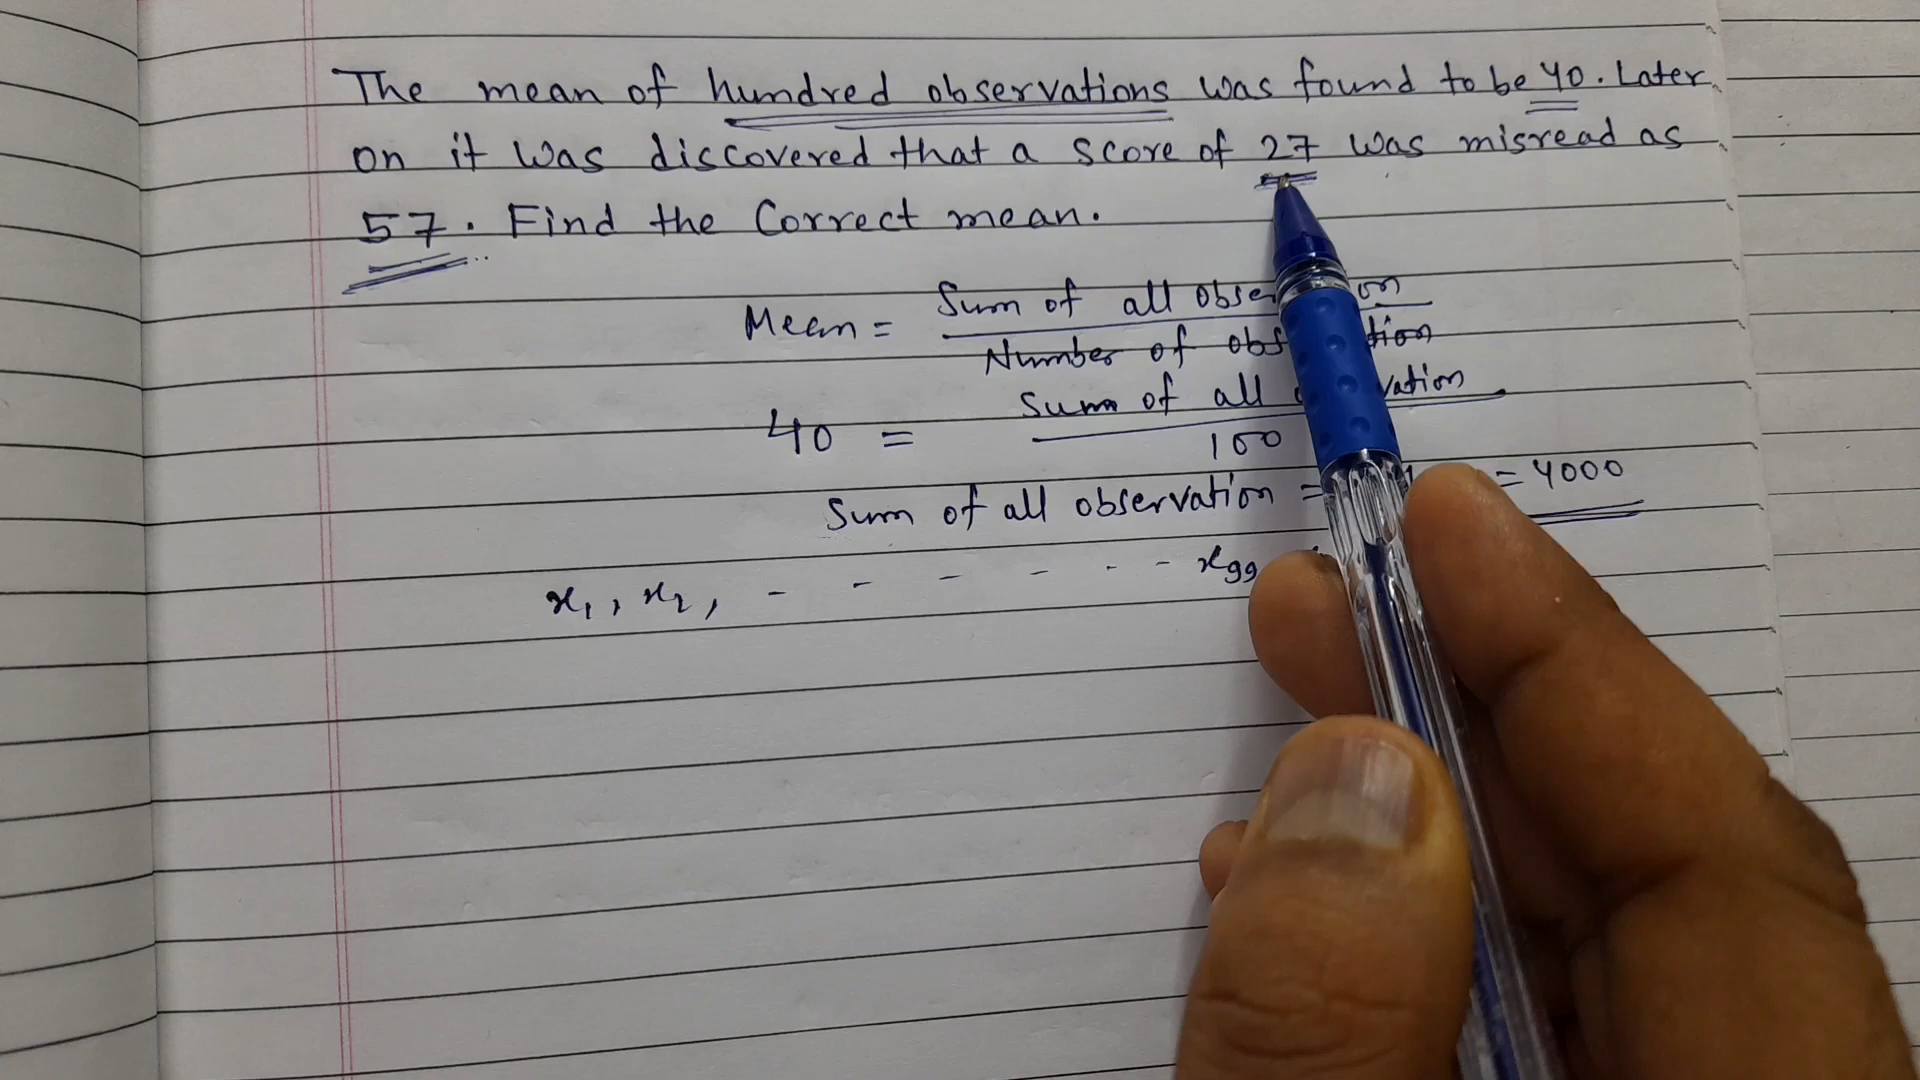 The mean of hundred observations was found to be 40. Later
on it was discovered that a score of 27 was misread as
57. Find the Correct mean.
Mean = Sum of all
Number of
40 = Sum of all
100
Sum of all observation = = 4000
x₁, x₂, - - - - - - x₉₉